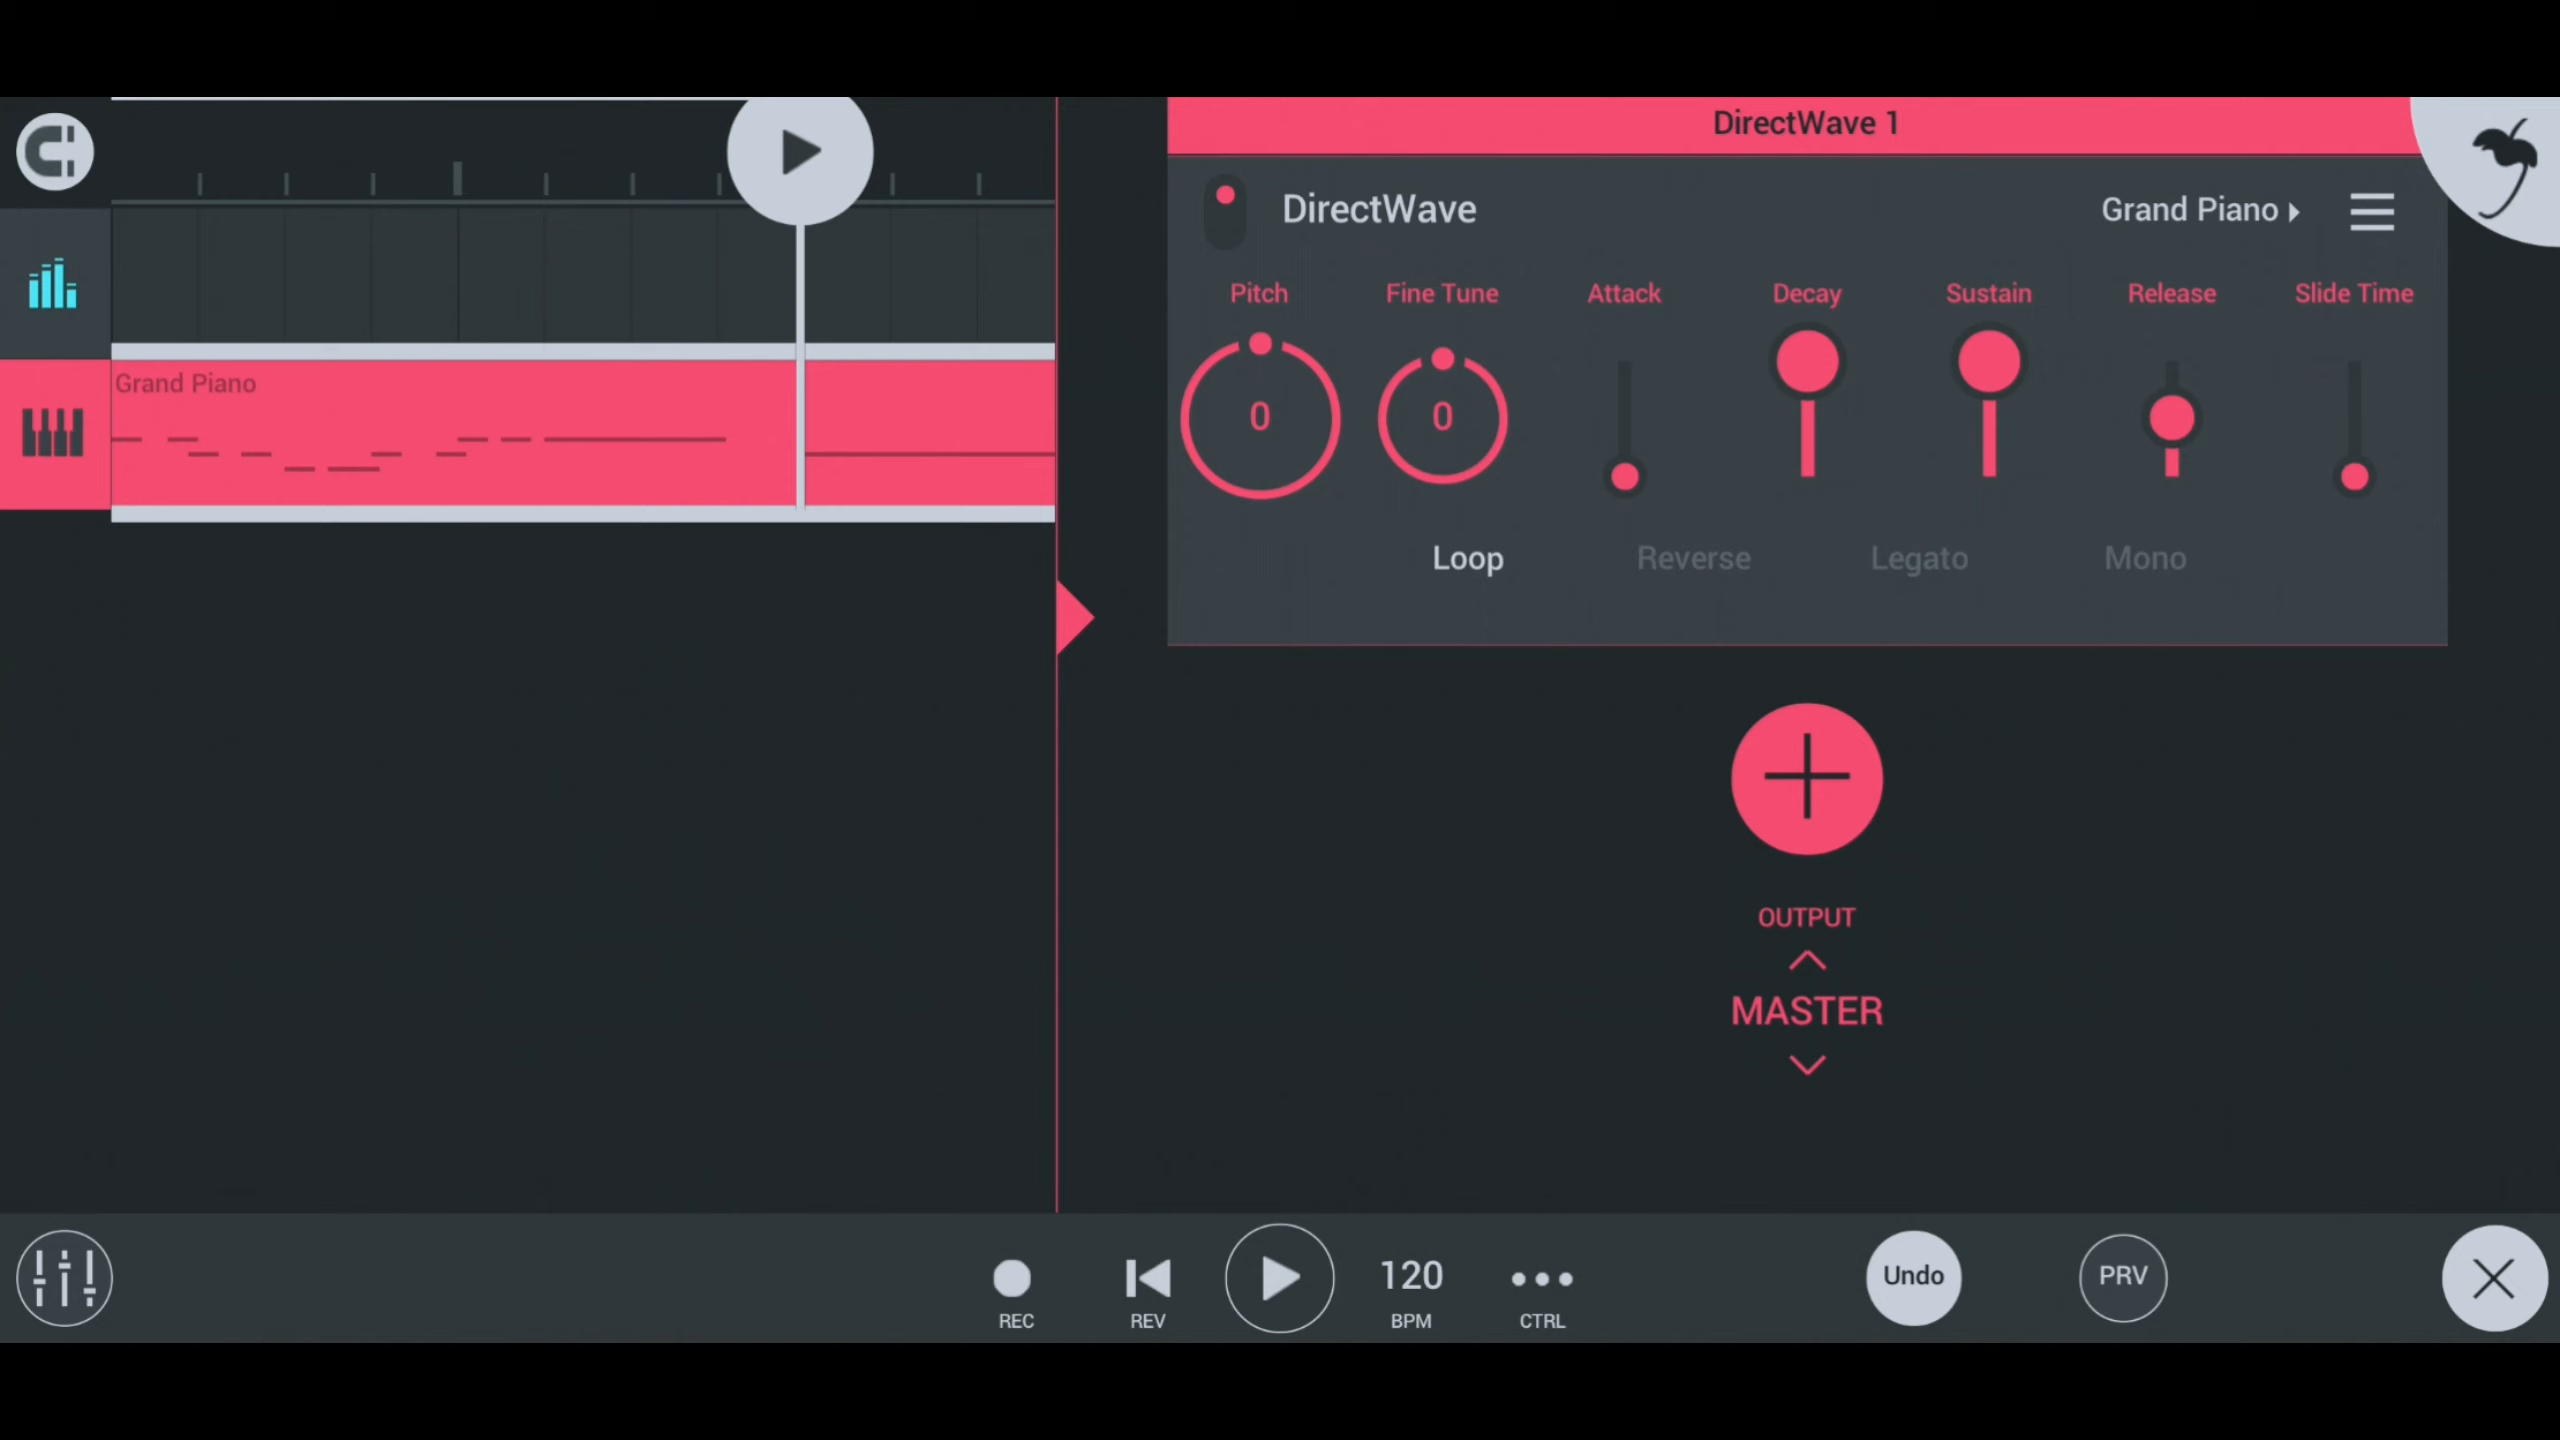 DirectWave 1
DirectWave
Grand Piano
Pitch
Fine Tune
Attack
Decay
Sustain
Release
Slide Time
0
0
Loop
Reverse
Legato
Mono
Grand Piano
OUTPUT
MASTER
REC
REV
120
BPM
CTRL
Undo
PRV